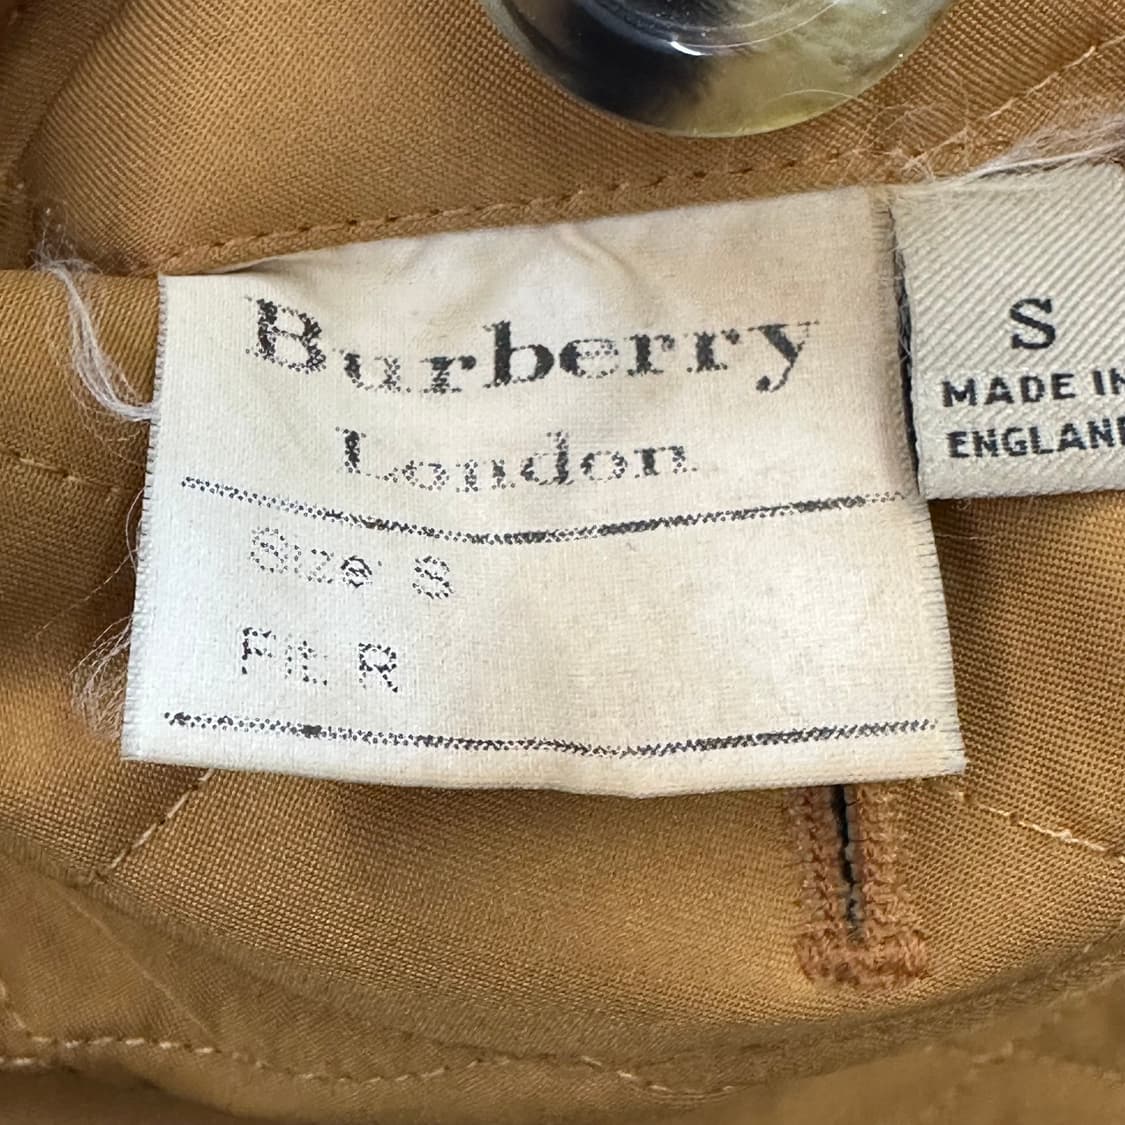 Burberry
London
Size S
Fit R
S
MADE IN
ENGLAND